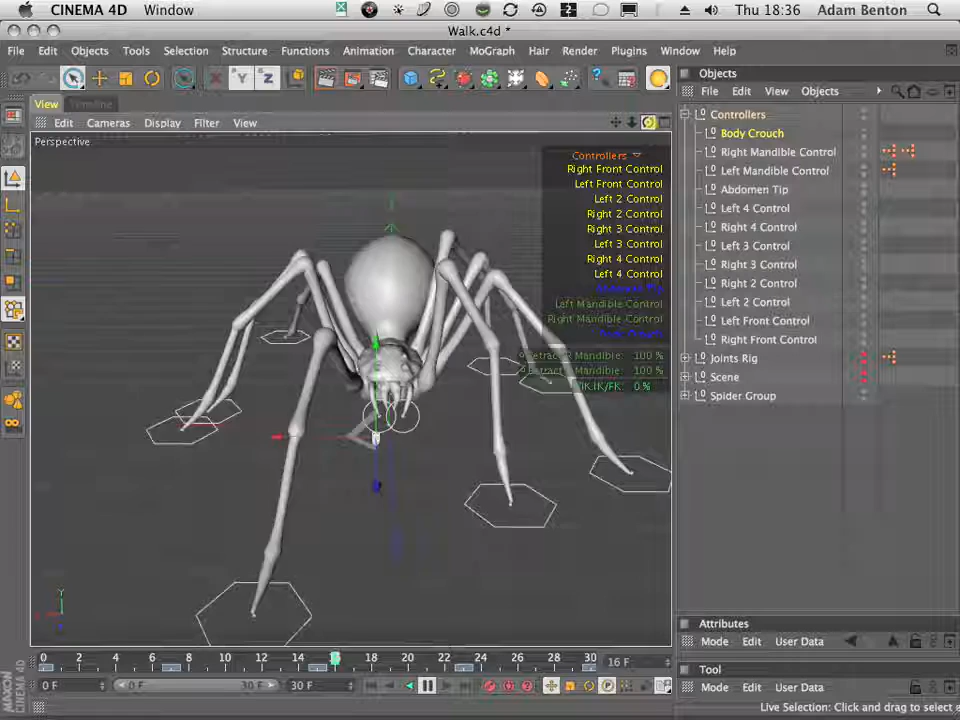 CINEMA 4D Window Thu 18:36 Adam Benton
Walk.c4d *
File Edit Objects Tools Selection Structure Functions Animation Character MoGraph Hair Render Plugins Window Help
Y Z
Objects
View Timeline
File Edit View Objects
Edit Cameras Display Filter View
Perspective
Controllers
Right Front Control
Left Front Control
Left 2 Control
Right 2 Control
Right 3 Control
Left 3 Control
Right 4 Control
Left 4 Control
Abdomen Tip
Left Mandible Control
Right Mandible Control
Body Crouch
Mandible: 100 %
Mandible: 100 %
IK/FK: 0 %
Controllers
Body Crouch
Right Mandible Control
Left Mandible Control
Abdomen Tip
Left 4 Control
Right 4 Control
Left 3 Control
Right 3 Control
Right 2 Control
Left 2 Control
Left Front Control
Right Front Control
Joints Rig
Scene
Spider Group
Y
Attributes
Mode Edit User Data
0 2 4 6 8 10 12 14 18 20 22 24 26 28 30 16 F
Tool
0 F 0 F 30 F 30 F
Mode Edit User Data
MAXON CINEMA 4D
Live Selection: Click and drag to select e